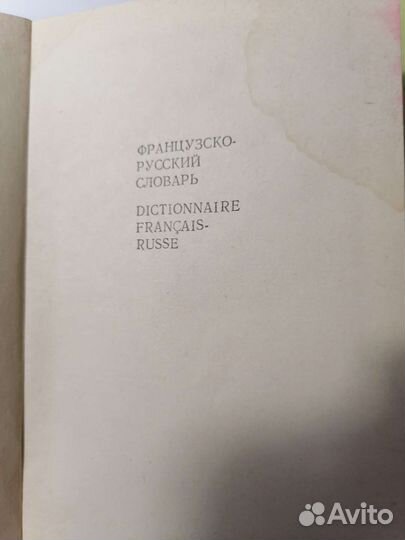 ФРАНЦУЗСКО-
РУССКИЙ
СЛОВАРЬ
DICTIONNAIRE
FRANÇAIS-
RUSSE
Avito